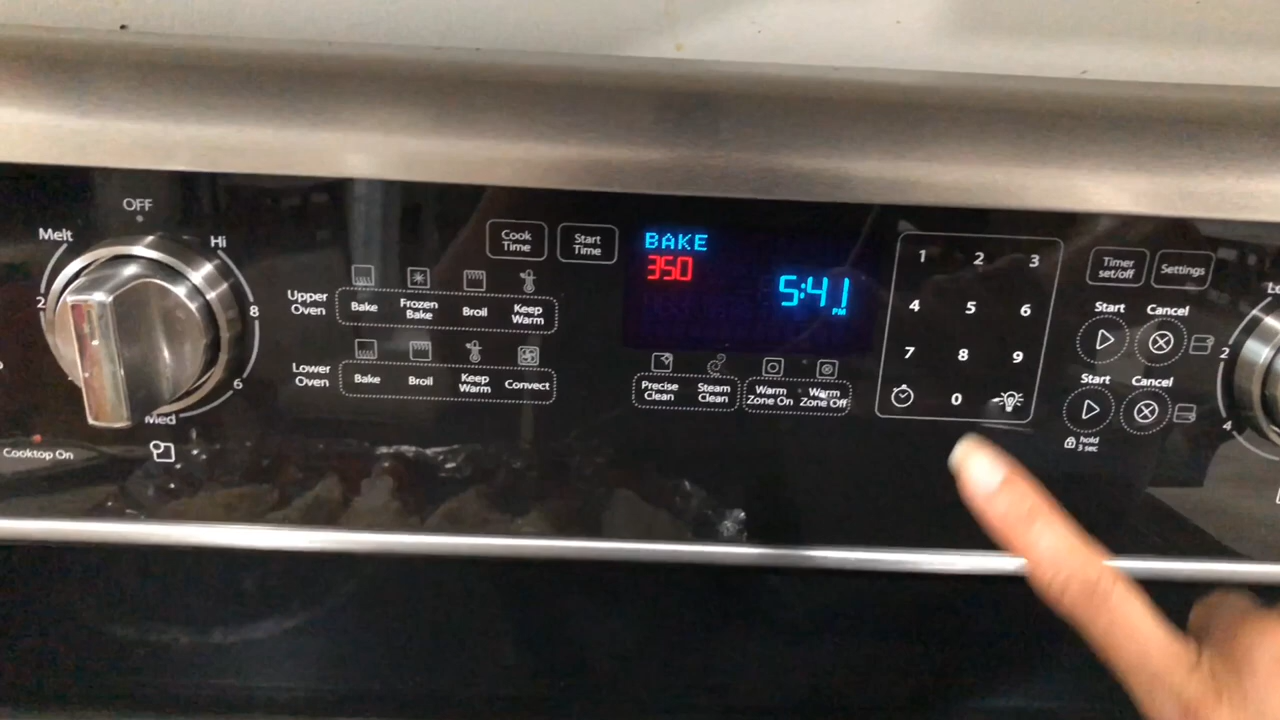 OFF
Melt
Hi
2
8
6
Med
Cooktop On
Cook Time
Start Time
Upper Oven
Bake
Frozen Bake
Broil
Keep Warm
Lower Oven
Bake
Broil
Keep Warm
Convect
BAKE
350
5:41 PM
Precise Clean
Steam Clean
Warm Zone On
Warm Zone Off
1 2 3
4 5 6
7 8 9
0
Timer set/off
Settings
Start
Cancel
Start
Cancel
hold 3 sec
2
4